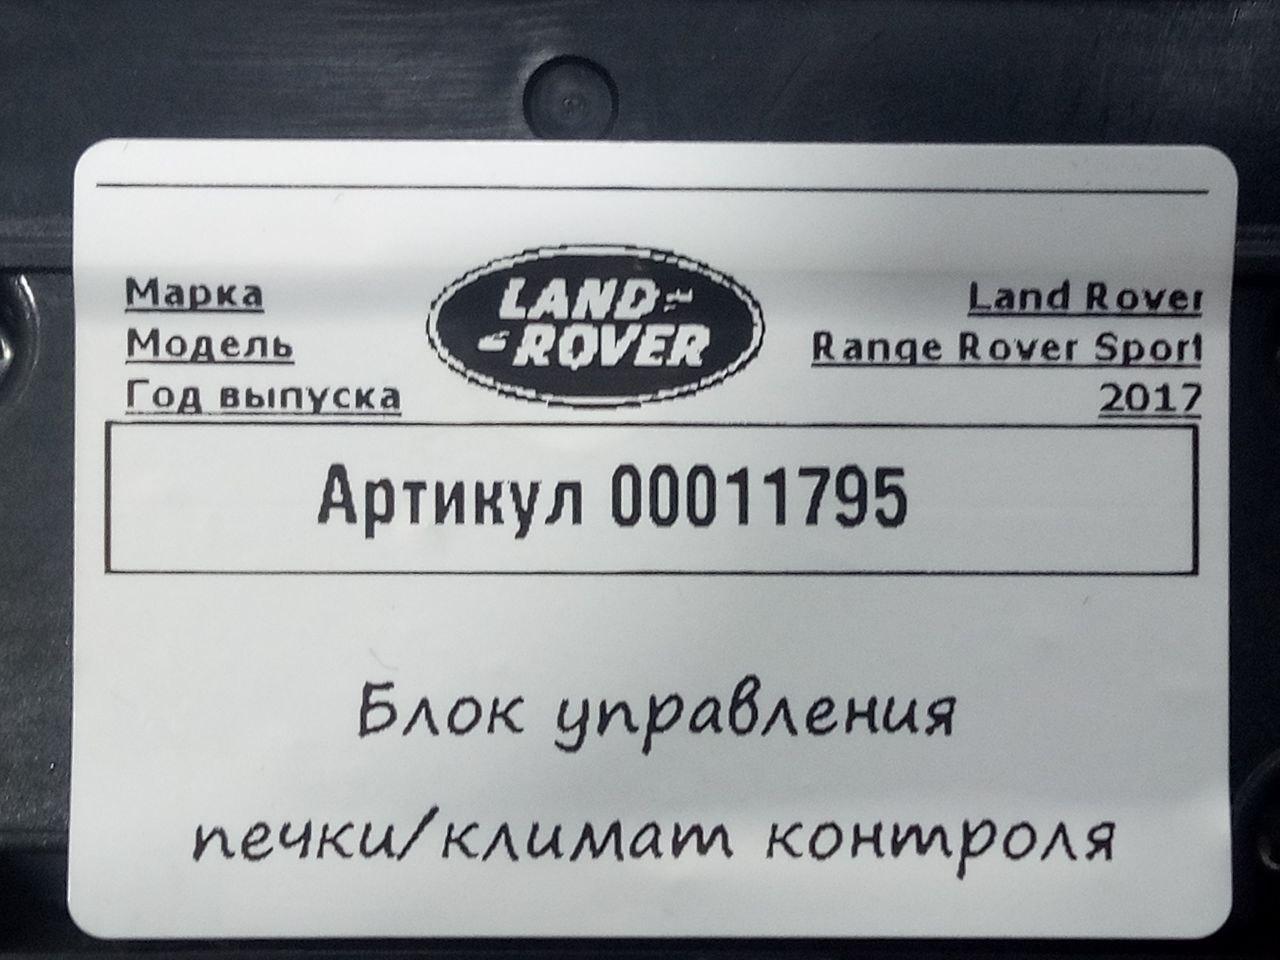 Марка
Модель
Год выпуска
LAND
ROVER
Land Rover
Range Rover Sport
2017
Артикул 00011795
Блок управления
печки/климат контроля